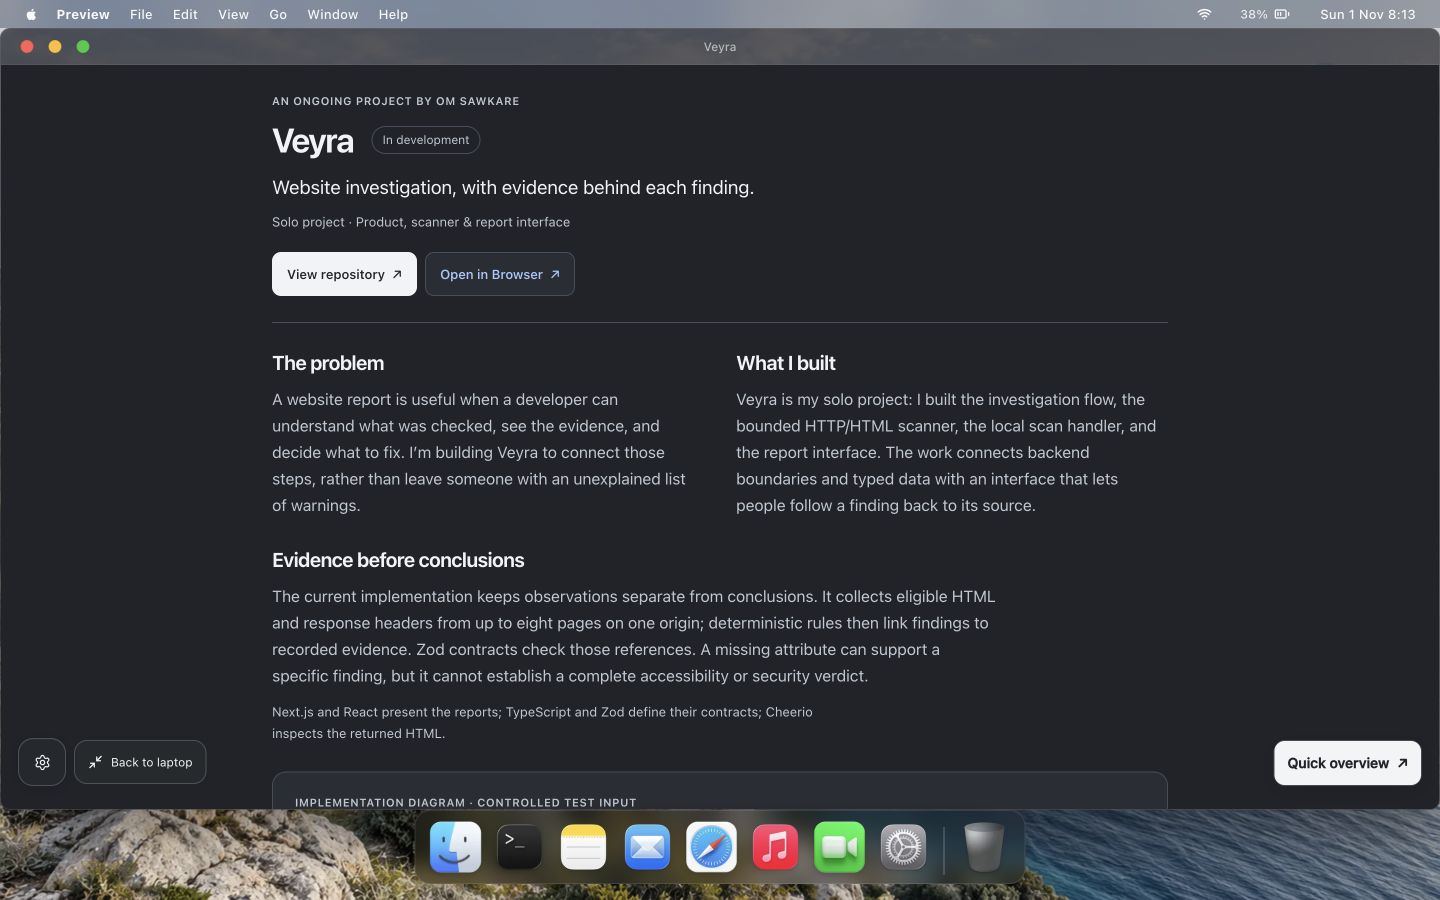 Preview File Edit View Go Window Help 38% Sun 1 Nov 8:13
Veyra
AN ONGOING PROJECT BY OM SAWKARE
Veyra In development
Website investigation, with evidence behind each finding.
Solo project · Product, scanner & report interface
View repository Open in Browser
The problem
A website report is useful when a developer can
understand what was checked, see the evidence, and
decide what to fix. I’m building Veyra to connect those
steps, rather than leave someone with an unexplained list
of warnings.
What I built
Veyra is my solo project: I built the investigation flow, the
bounded HTTP/HTML scanner, the local scan handler, and
the report interface. The work connects backend
boundaries and typed data with an interface that lets
people follow a finding back to its source.
Evidence before conclusions
The current implementation keeps observations separate from conclusions. It collects eligible HTML
and response headers from up to eight pages on one origin; deterministic rules then link findings to
recorded evidence. Zod contracts check those references. A missing attribute can support a
specific finding, but it cannot establish a complete accessibility or security verdict.
Next.js and React present the reports; TypeScript and Zod define their contracts; Cheerio
inspects the returned HTML.
Back to laptop
Quick overview
IMPLEMENTATION DIAGRAM · CONTROLLED TEST INPUT
>_